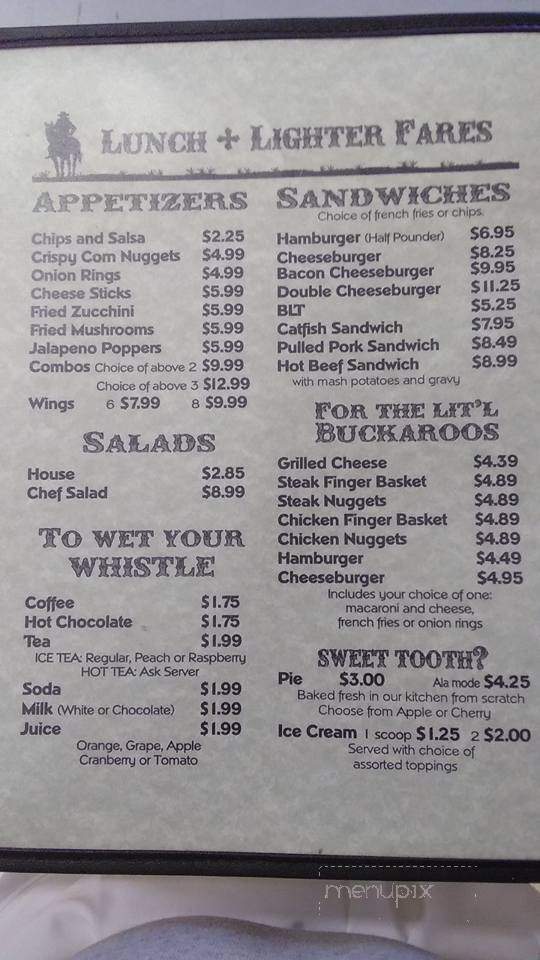 LUNCH + LIGHTER FARES
APPETIZERS
Chips and Salsa $2.25
Crispy Corn Nuggets $4.99
Onion Rings $4.99
Cheese Sticks $5.99
Fried Zucchini $5.99
Fried Mushrooms $5.99
Jalapeno Poppers $5.99
Combos Choice of above 2 $9.99
Choice of above 3 $12.99
Wings 6 $7.99 8 $9.99
SALADS
House $2.85
Chef Salad $8.99
TO WET YOUR
WHISTLE
Coffee $1.75
Hot Chocolate $1.75
Tea $1.99
ICE TEA: Regular, Peach or Raspberry
HOT TEA: Ask Server
Soda $1.99
Milk (White or Chocolate) $1.99
Juice $1.99
Orange, Grape, Apple
Cranberry or Tomato
SANDWICHES
Choice of french fries or chips.
Hamburger (Half Pounder) $6.95
Cheeseburger $8.25
Bacon Cheeseburger $9.95
Double Cheeseburger $11.25
BLT $5.25
Catfish Sandwich $7.95
Pulled Pork Sandwich $8.49
Hot Beef Sandwich $8.99
with mash potatoes and gravy
FOR THE LIT'L
BUCKAROOS
Grilled Cheese $4.39
Steak Finger Basket $4.89
Steak Nuggets $4.89
Chicken Finger Basket $4.89
Chicken Nuggets $4.89
Hamburger $4.49
Cheeseburger $4.95
Includes your choice of one:
macaroni and cheese,
french fries or onion rings
SWEET TOOTH?
Pie $3.00 Ala mode $4.25
Baked fresh in our kitchen from scratch
Choose from Apple or Cherry
Ice Cream 1 scoop $1.25 2 $2.00
Served with choice of
assorted toppings
menupix